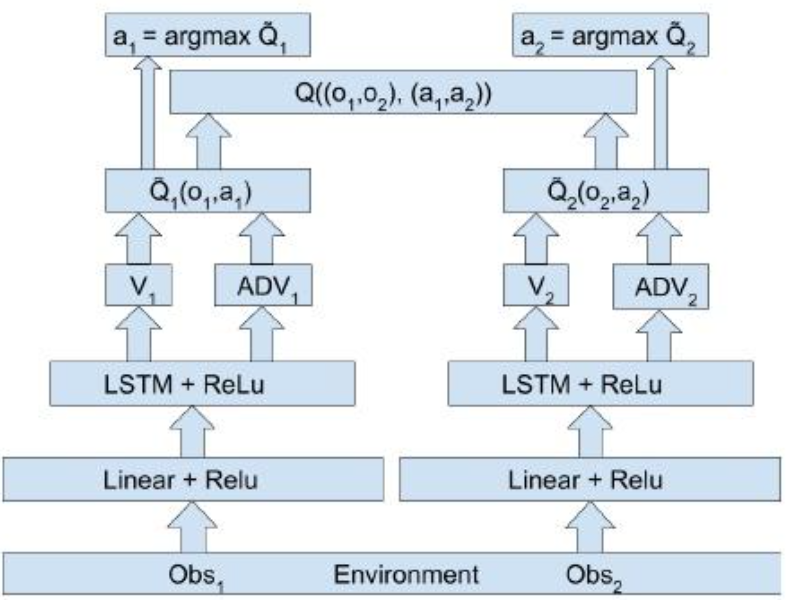 a₁ = argmax Q̃₁
a₂ = argmax Q̃₂
Q((o₁,o₂), (a₁,a₂))
Q̃₁(o₁,a₁)
Q̃₂(o₂,a₂)
V₁
ADV₁
V₂
ADV₂
LSTM + ReLu
LSTM + ReLu
Linear + Relu
Linear + Relu
Obs₁
Environment
Obs₂